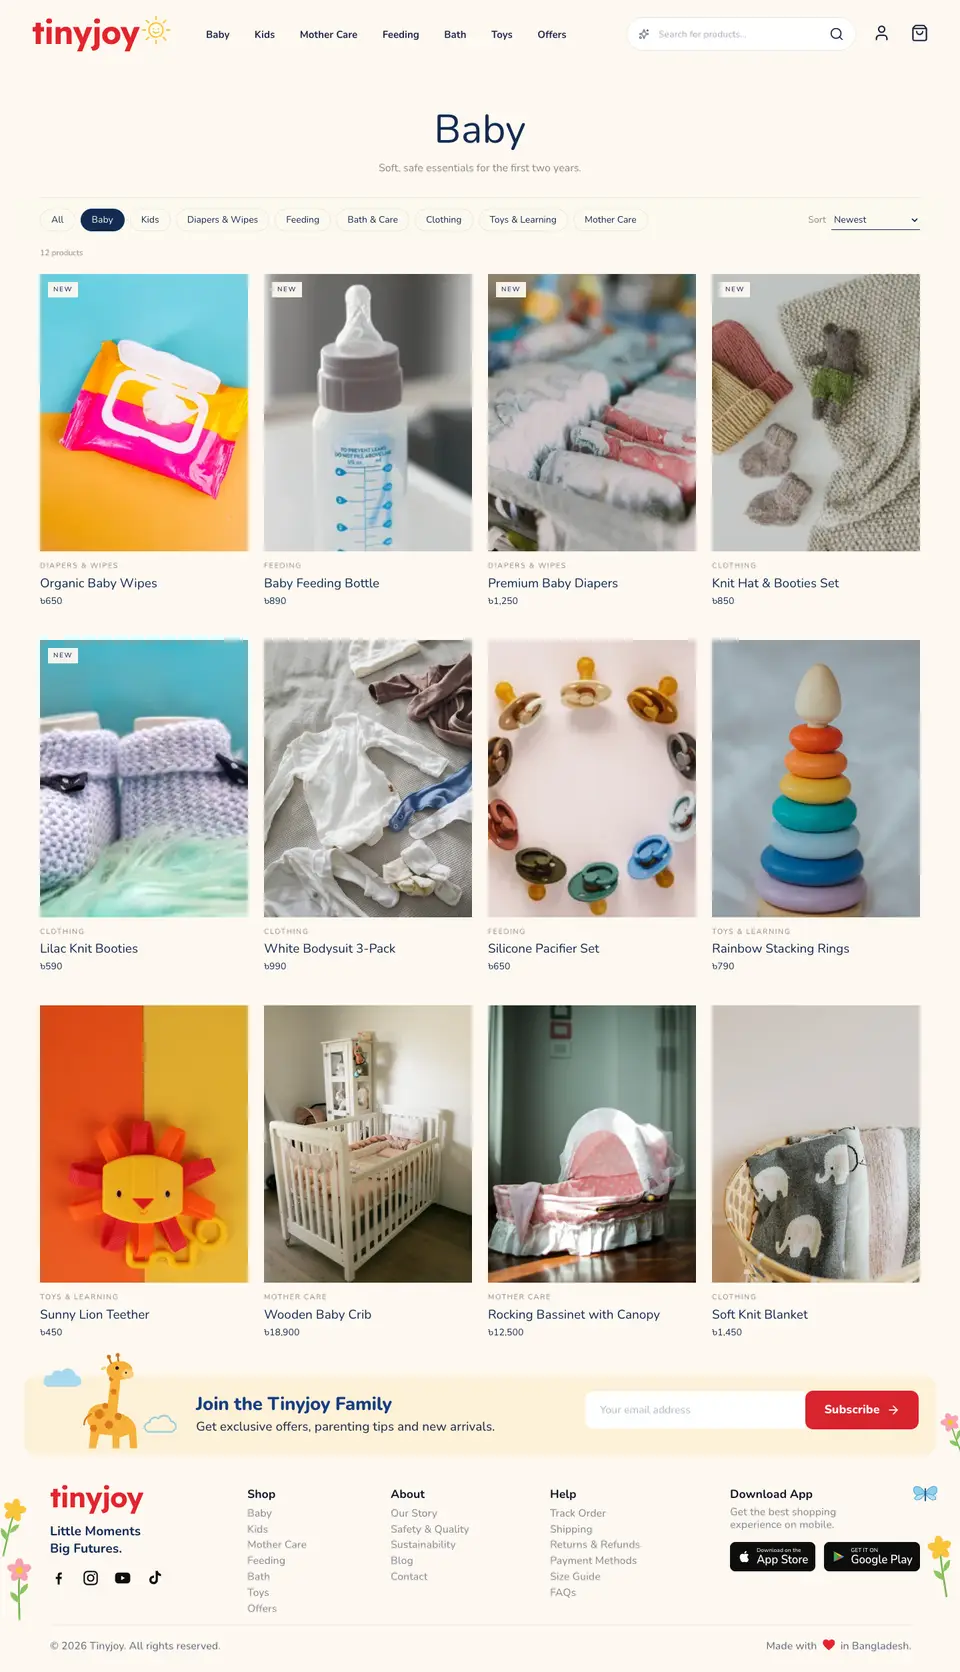 tinyjoy
Baby Kids Mother Care Feeding Bath Toys Offers
Search for products...
Baby
Soft, safe essentials for the first two years.
All Baby Kids Diapers & Wipes Feeding Bath & Care Clothing Toys & Learning Mother Care
Sort Newest
12 products
NEW NEW NEW NEW
TO PREVENT LEAKS
DO NOT FILL ABOVE LINE
DIAPERS & WIPES
Organic Baby Wipes
৳650
FEEDING
Baby Feeding Bottle
৳890
DIAPERS & WIPES
Premium Baby Diapers
৳1,250
CLOTHING
Knit Hat & Booties Set
৳850
NEW
CLOTHING
Lilac Knit Booties
৳590
CLOTHING
White Bodysuit 3-Pack
৳990
FEEDING
Silicone Pacifier Set
৳650
TOYS & LEARNING
Rainbow Stacking Rings
৳790
TOYS & LEARNING
Sunny Lion Teether
৳450
MOTHER CARE
Wooden Baby Crib
৳18,900
MOTHER CARE
Rocking Bassinet with Canopy
৳12,500
CLOTHING
Soft Knit Blanket
৳1,450
Join the Tinyjoy Family
Get exclusive offers, parenting tips and new arrivals.
Your email address
Subscribe
tinyjoy
Little Moments
Big Futures.
Shop
Baby
Kids
Mother Care
Feeding
Bath
Toys
Offers
About
Our Story
Safety & Quality
Sustainability
Blog
Contact
Help
Track Order
Shipping
Returns & Refunds
Payment Methods
Size Guide
FAQs
Download App
Get the best shopping
experience on mobile.
Download on the
App Store
GET IT ON
Google Play
© 2026 Tinyjoy. All rights reserved.
Made with ❤ in Bangladesh.